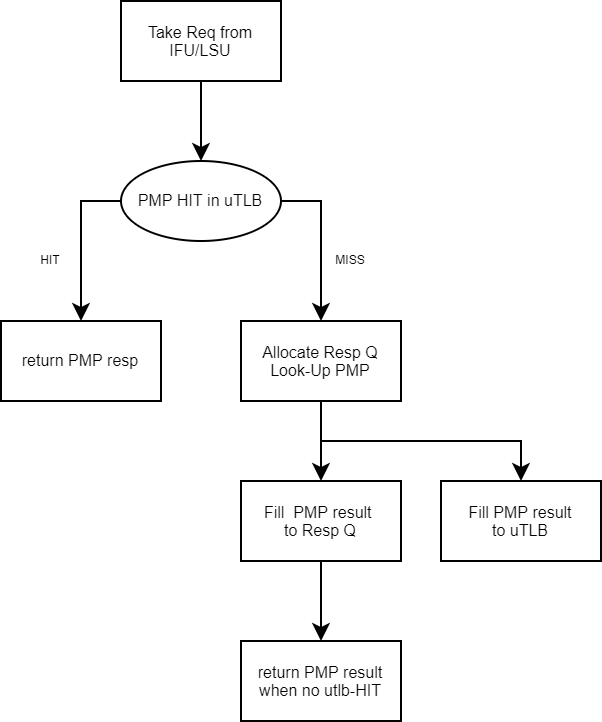 Take Req from
IFU/LSU
PMP HIT in uTLB
HIT
MISS
return PMP resp
Allocate Resp Q
Look-Up PMP
Fill PMP result
to Resp Q
Fill PMP result
to uTLB
return PMP result
when no utlb-HIT